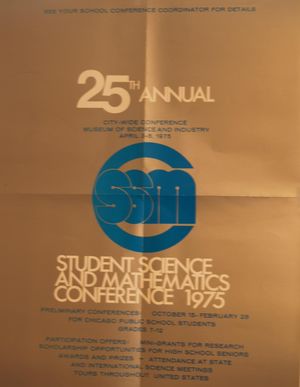 SEE YOUR SCHOOL CONFERENCE COORDINATOR FOR DETAILS
25TH ANNUAL
CITY-WIDE CONFERENCE
MUSEUM OF SCIENCE AND INDUSTRY
APRIL 3-5, 1975
SSM
STUDENT SCIENCE
AND MATHEMATICS
CONFERENCE 1975
PRELIMINARY CONFERENCES: OCTOBER 15-FEBRUARY 28
FOR CHICAGO PUBLIC SCHOOL STUDENTS
GRADES 7-12
PARTICIPATION OFFERS: MINI-GRANTS FOR RESEARCH
SCHOLARSHIP OPPORTUNITIES FOR HIGH SCHOOL SENIORS
AWARDS AND PRIZES • ATTENDANCE AT STATE
AND INTERNATIONAL SCIENCE MEETINGS
TOURS THROUGHOUT UNITED STATES